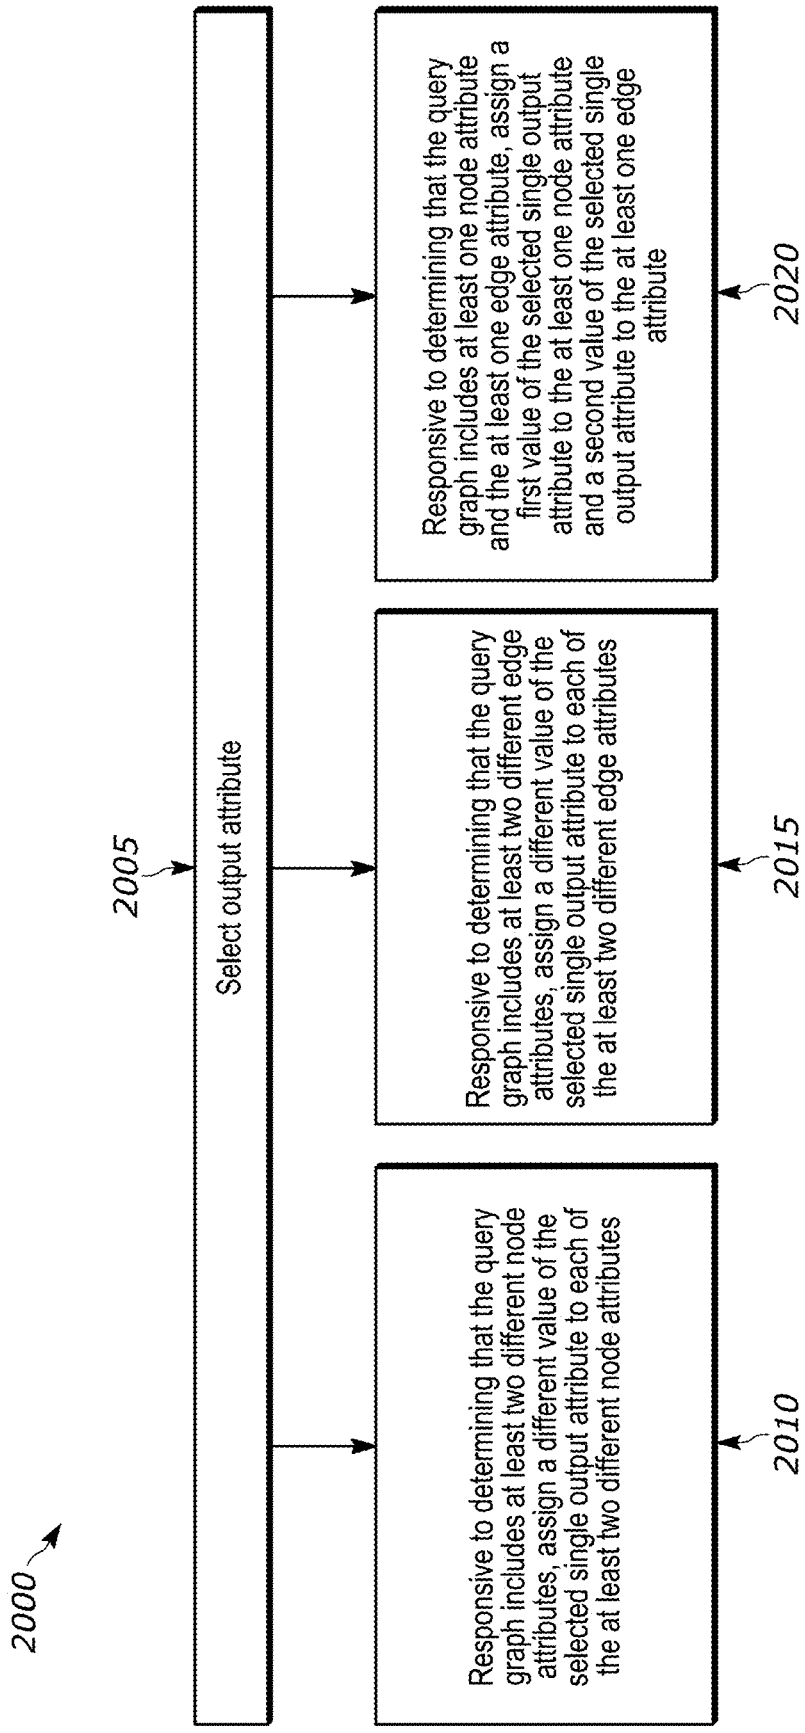 2000
2005
Select output attribute
Responsive to determining that the query
graph includes at least two different node
attributes, assign a different value of the
selected single output attribute to each of
the at least two different node attributes
2010
Responsive to determining that the query
graph includes at least two different edge
attributes, assign a different value of the
selected single output attribute to each of
the at least two different edge attributes
2015
Responsive to determining that the query
graph includes at least one node attribute
and the at least one edge attribute, assign a
first value of the selected single output
attribute to the at least one node attribute
and a second value of the selected single
output attribute to the at least one edge
attribute
2020